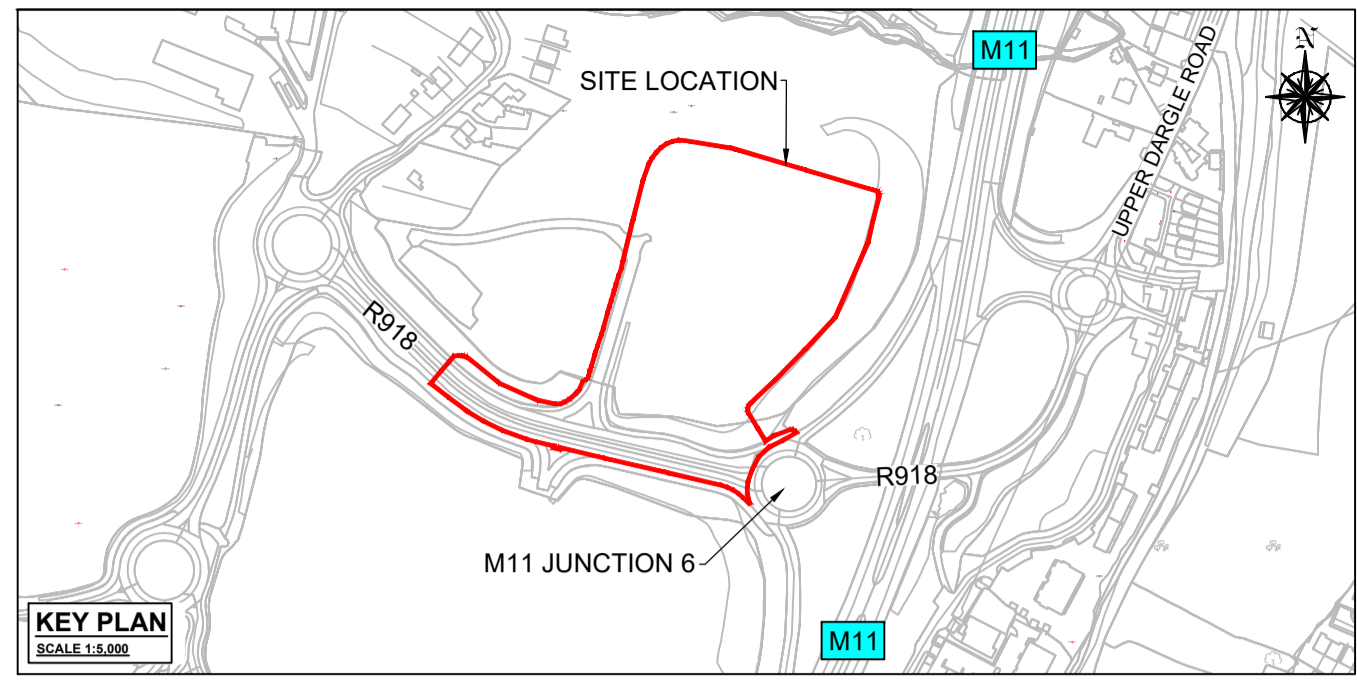 M11
SITE LOCATION
N
UPPER DARGLE ROAD
R918
R918
M11 JUNCTION 6
KEY PLAN
SCALE 1:5,000
M11